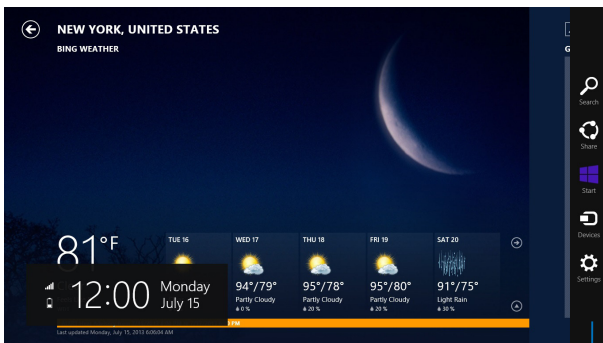 NEW YORK, UNITED STATES
BING WEATHER
G
Search
Share
Start
Devices
Settings
81°F
TUE 16
WED 17
94°/79°
Partly Cloudy
0 %
THU 18
95°/78°
Partly Cloudy
20 %
FRI 19
95°/80°
Partly Cloudy
20 %
SAT 20
91°/75°
Light Rain
30 %
12:00
Monday
July 15
PM
Last updated Monday, July 15, 2013 6:06:04 AM